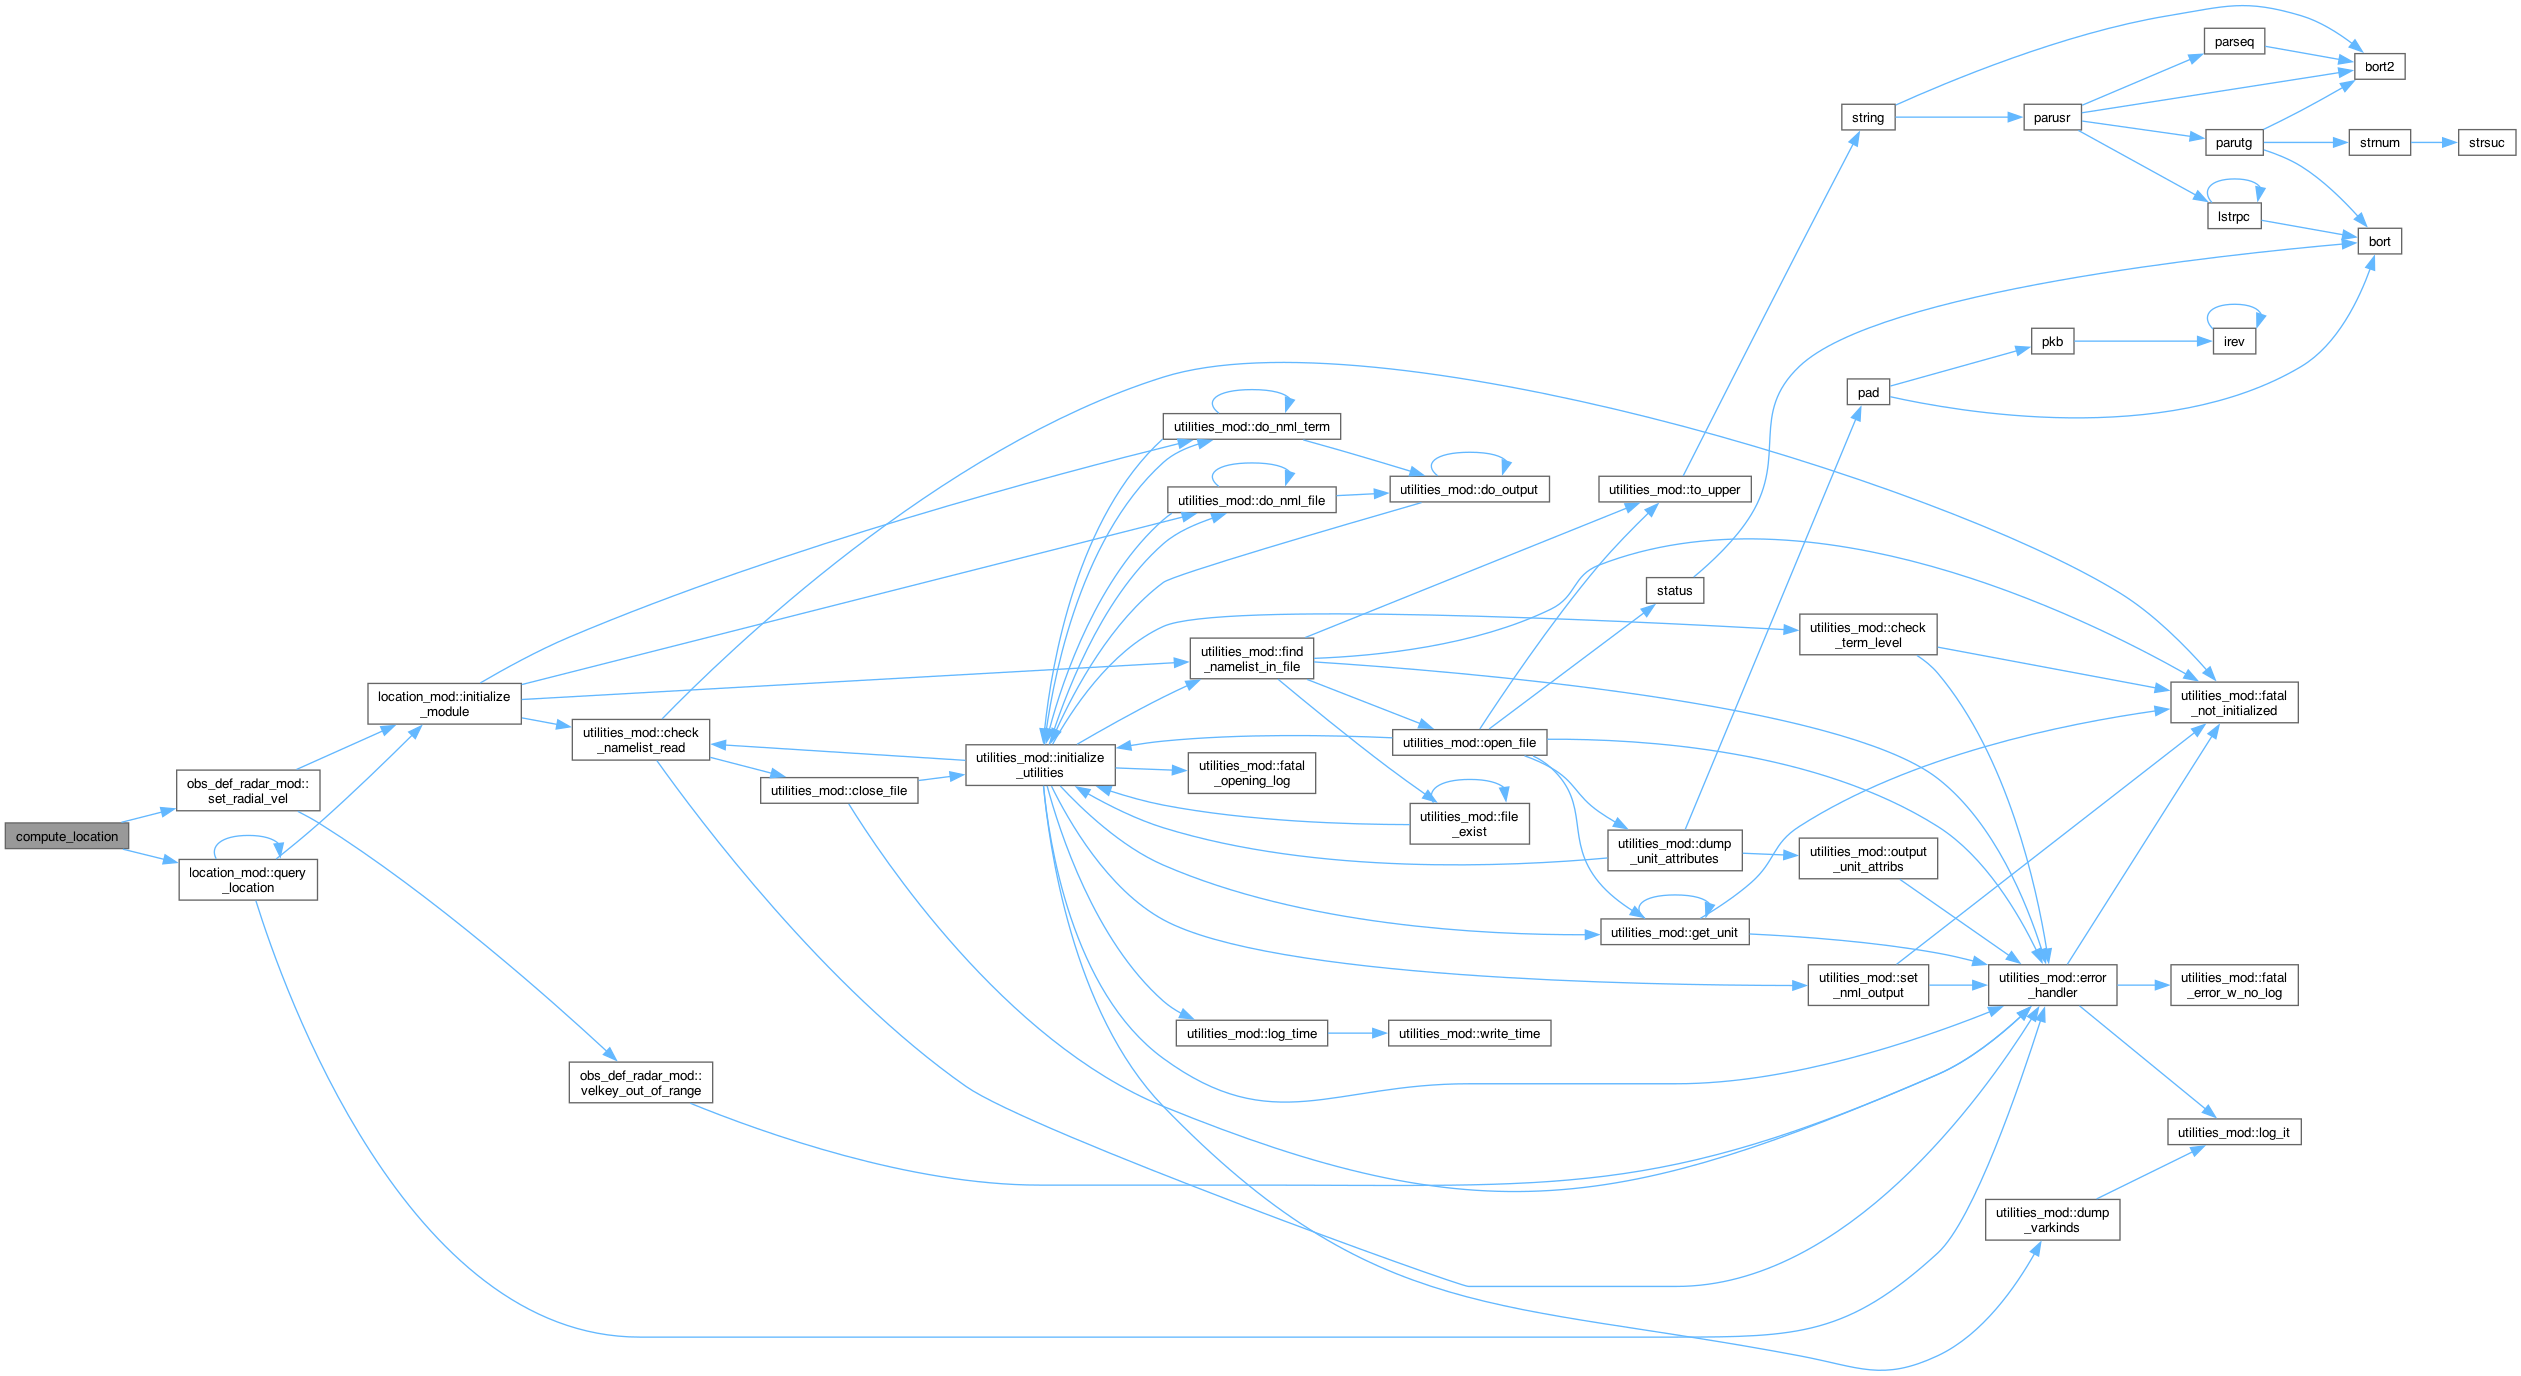 compute_location
obs_def_radar_mod::
set_radial_vel
location_mod::query
_location
location_mod::initialize
_module
obs_def_radar_mod::
velkey_out_of_range
utilities_mod::check
_namelist_read
utilities_mod::close_file
utilities_mod::initialize
_utilities
utilities_mod::do_nml_term
utilities_mod::do_nml_file
utilities_mod::find
_namelist_in_file
utilities_mod::fatal
_opening_log
utilities_mod::log_time
utilities_mod::do_output
utilities_mod::open_file
utilities_mod::file
_exist
utilities_mod::write_time
utilities_mod::to_upper
status
utilities_mod::dump
_unit_attributes
utilities_mod::get_unit
string
pad
utilities_mod::check
_term_level
utilities_mod::output
_unit_attribs
utilities_mod::set
_nml_output
parusr
pkb
utilities_mod::error
_handler
utilities_mod::dump
_varkinds
parseq
parutg
lstrpc
irev
utilities_mod::fatal
_not_initialized
utilities_mod::fatal
_error_w_no_log
utilities_mod::log_it
bort2
strnum
bort
strsuc